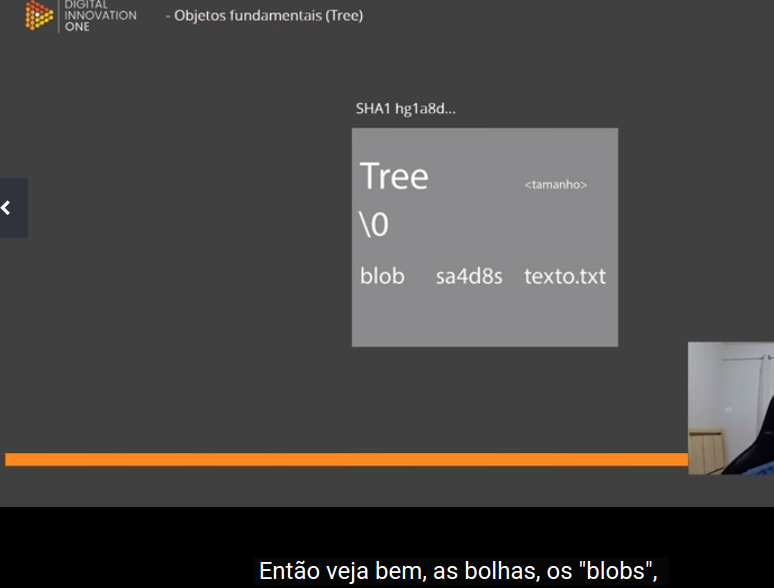 DIGITAL
INNOVATION
ONE
- Objetos fundamentais (Tree)
SHA1 hg1a8d...
Tree <tamanho>
\0
blob sa4d8s texto.txt
Então veja bem, as bolhas, os "blobs",